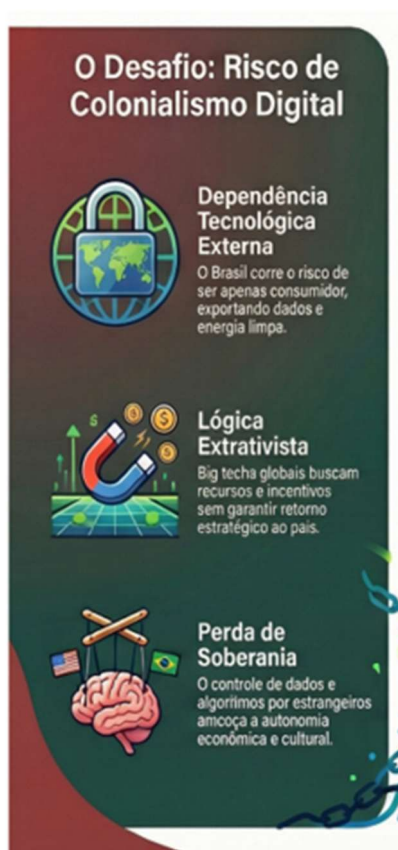 O Desafio: Risco de
Colonialismo Digital
Dependência
Tecnológica
Externa
O Brasil corre o risco de
ser apenas consumidor,
exportando dados e
energia limpa.
Lógica
Extrativista
Big techa globais buscam
recursos e incentivos
sem garantir retorno
estratégico ao pais.
Perda de
Soberania
O controle de dados e
algoritimos por estrangeiros
amcoça a autonomia
econômica e cultural.